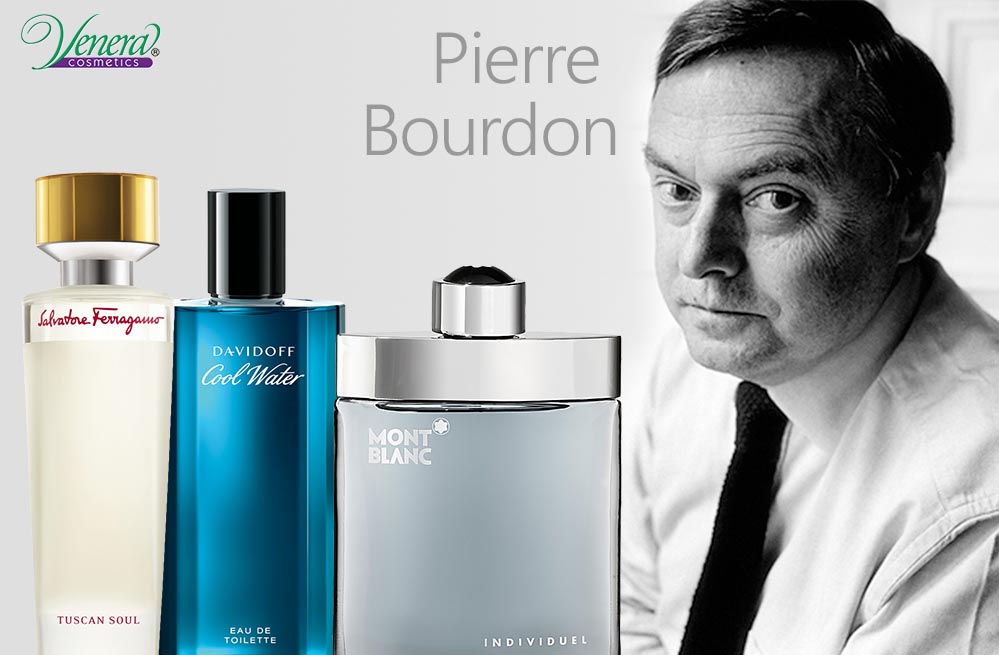 Venera®
cosmetics
Pierre
Bourdon
Salvatore Ferragamo
TUSCAN SOUL
DAVIDOFF
Cool Water
EAU DE
TOILETTE
MONT
BLANC
INDIVIDUEL